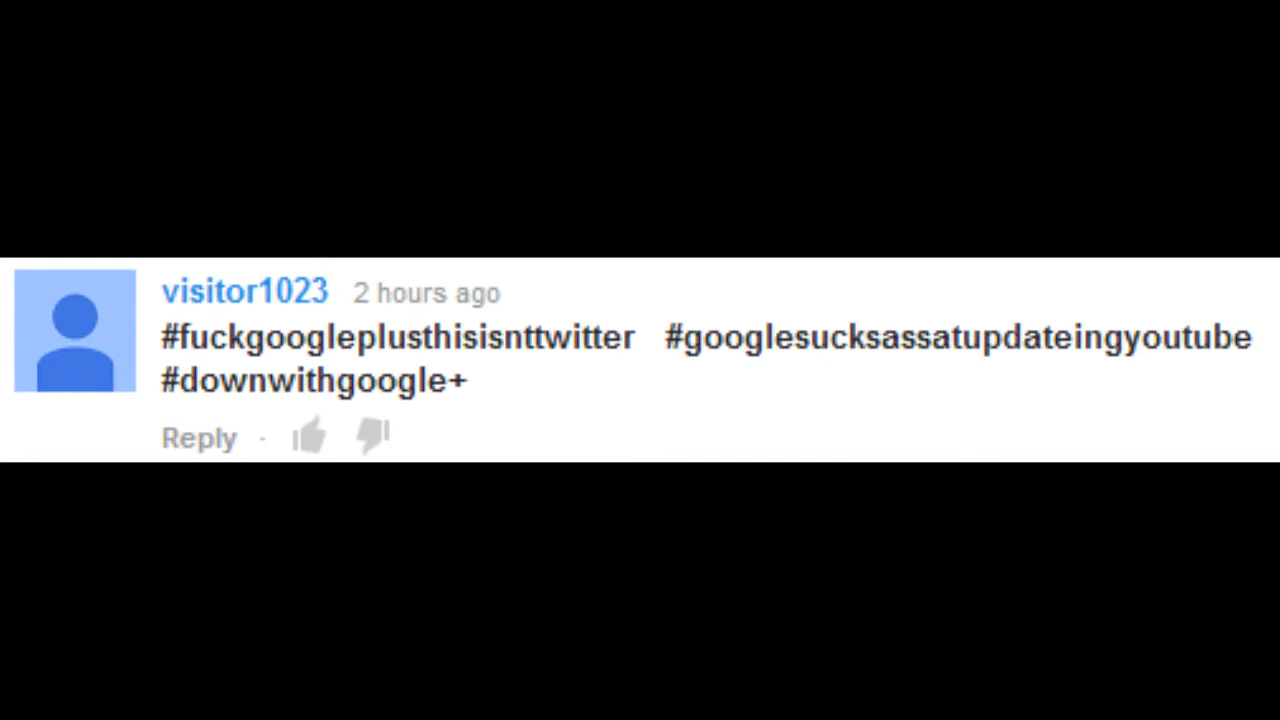 visitor1023 2 hours ago
#fuckgoogleplusthisisnttwitter #googlesucksassatupdateingyoutube
#downwithgoogle+
Reply ·